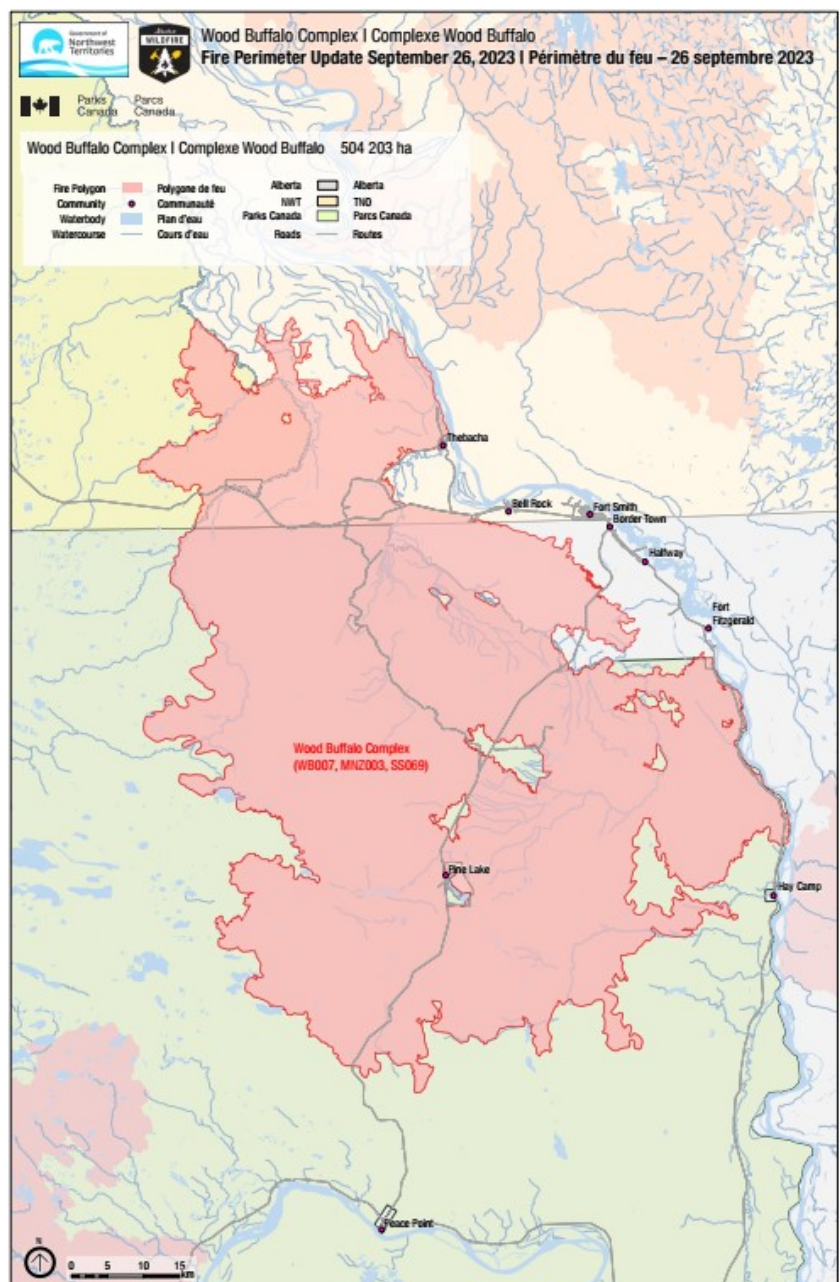 Government of
Northwest
Territories
Alberta
WILDFIRE
Wood Buffalo Complex I Complexe Wood Buffalo
Fire Perimeter Update September 26, 2023 I Périmètre du feu – 26 septembre 2023
Parks Canada
Parcs Canada
Wood Buffalo Complex I Complexe Wood Buffalo 504 203 ha
Fire Polygon Polygone de feu Alberta Alberta
Community Communauté NWT TNO
Waterbody Plan d'eau Parks Canada Parcs Canada
Watercourse Cours d'eau Roads Routes
Thebacha
Bell Rock
Fort Smith
Border Town
Halfway
Fort
Fitzgerald
Wood Buffalo Complex
(WB007, MNZ003, SS069)
Pine Lake
Hay Camp
Peace Point
N
0 5 10 15
km